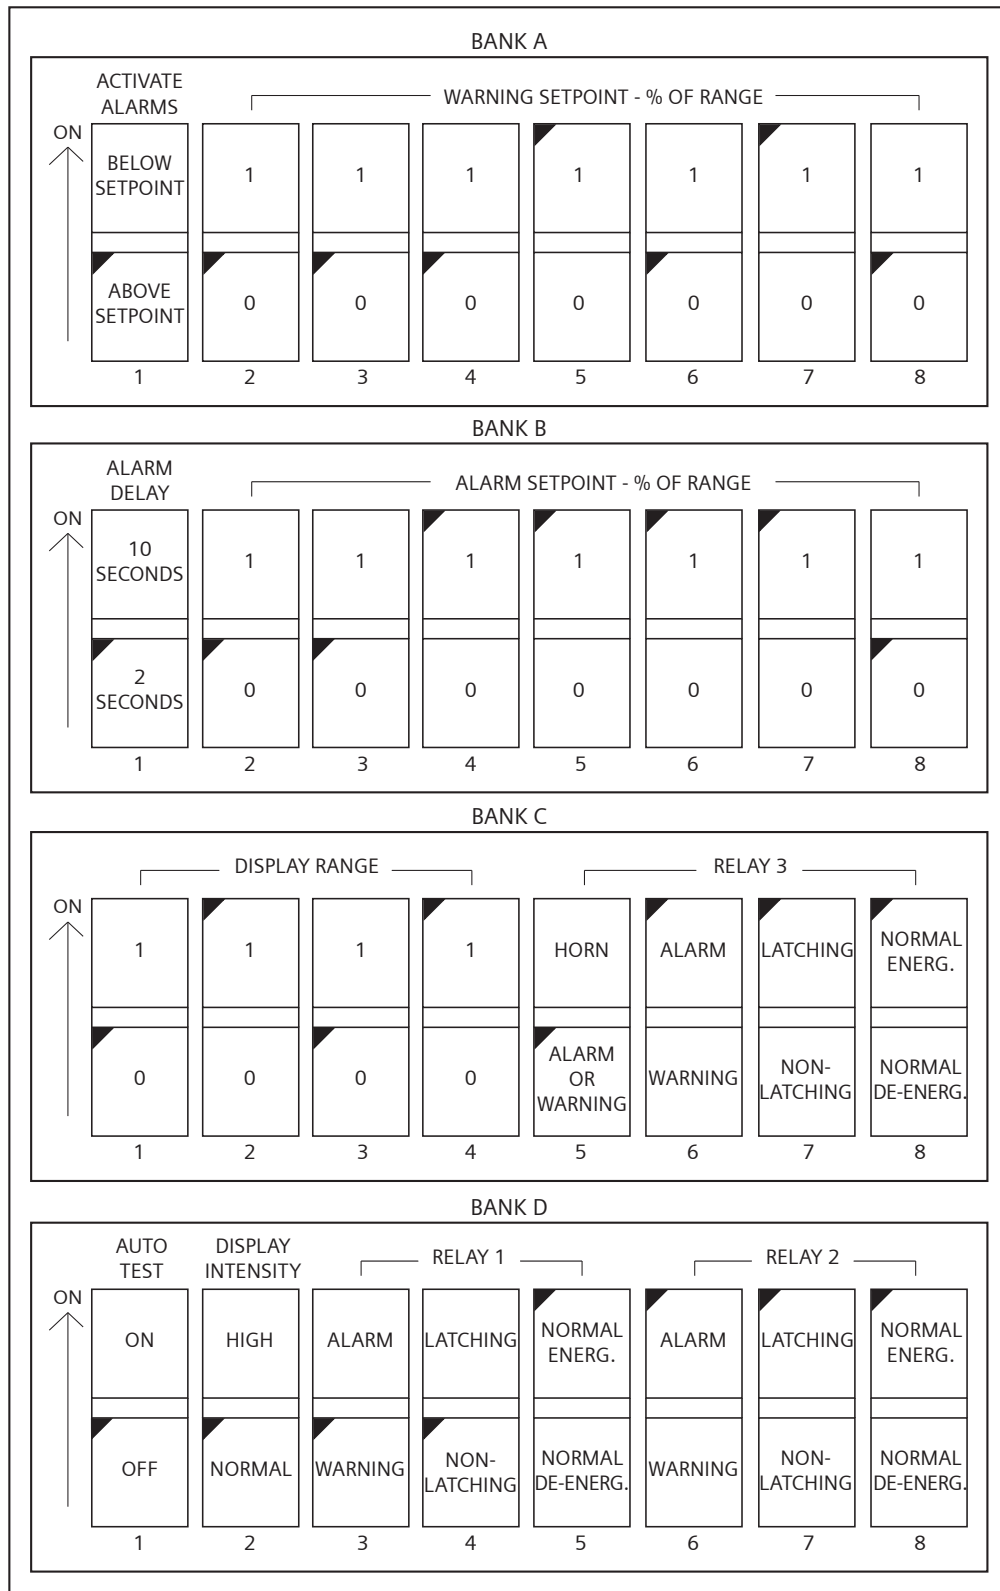 BANK A
ACTIVATE
ALARMS
WARNING SETPOINT - % OF RANGE
ON
BELOW
SETPOINT
1 1 1 1 1 1 1
ABOVE
SETPOINT
0 0 0 0 0 0 0
1 2 3 4 5 6 7 8
BANK B
ALARM
DELAY
ALARM SETPOINT - % OF RANGE
ON
10
SECONDS
1 1 1 1 1 1 1
2
SECONDS
0 0 0 0 0 0 0
1 2 3 4 5 6 7 8
BANK C
DISPLAY RANGE
RELAY 3
ON
1 1 1 1
HORN
ALARM
LATCHING
NORMAL
ENERG.
0 0 0 0
ALARM
OR
WARNING
WARNING
NON-
LATCHING
NORMAL
DE-ENERG.
1 2 3 4 5 6 7 8
BANK D
AUTO
TEST
DISPLAY
INTENSITY
RELAY 1
RELAY 2
ON
ON
HIGH
ALARM
LATCHING
NORMAL
ENERG.
ALARM
LATCHING
NORMAL
ENERG.
OFF
NORMAL
WARNING
NON-
LATCHING
NORMAL
DE-ENERG.
WARNING
NON-
LATCHING
NORMAL
DE-ENERG.
1 2 3 4 5 6 7 8